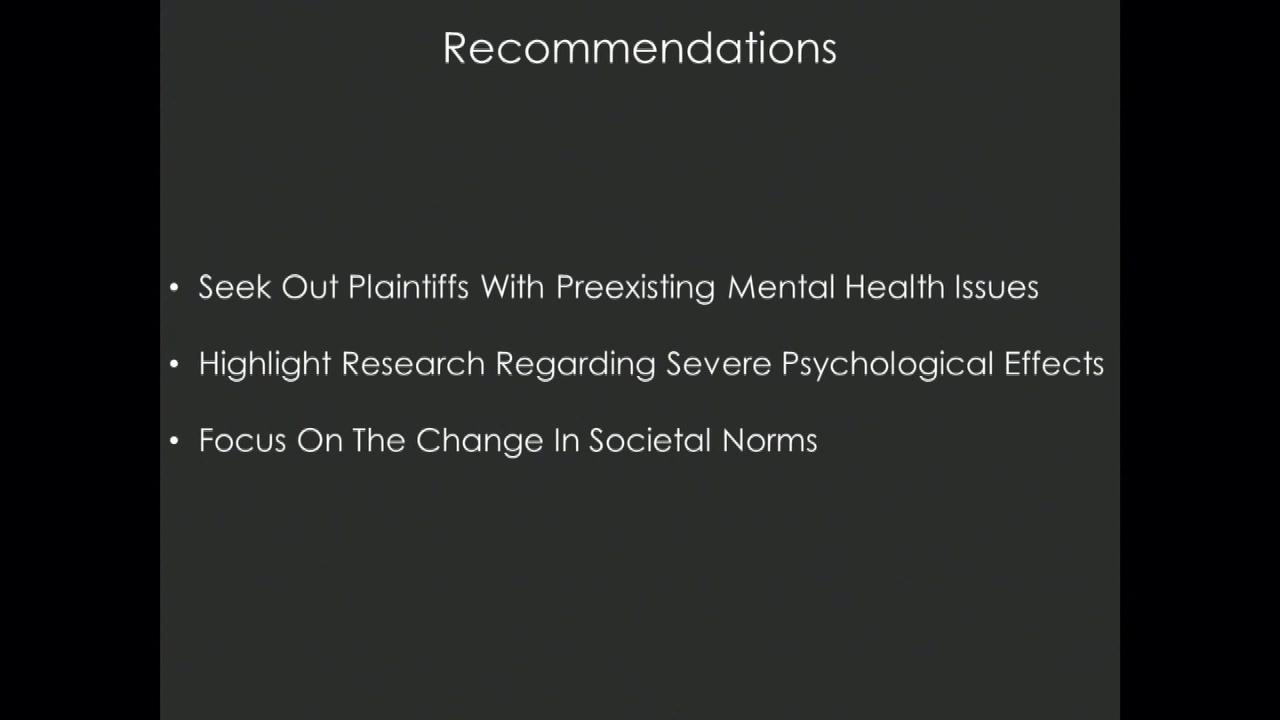 Recommendations
• Seek Out Plaintiffs With Preexisting Mental Health Issues
• Highlight Research Regarding Severe Psychological Effects
• Focus On The Change In Societal Norms